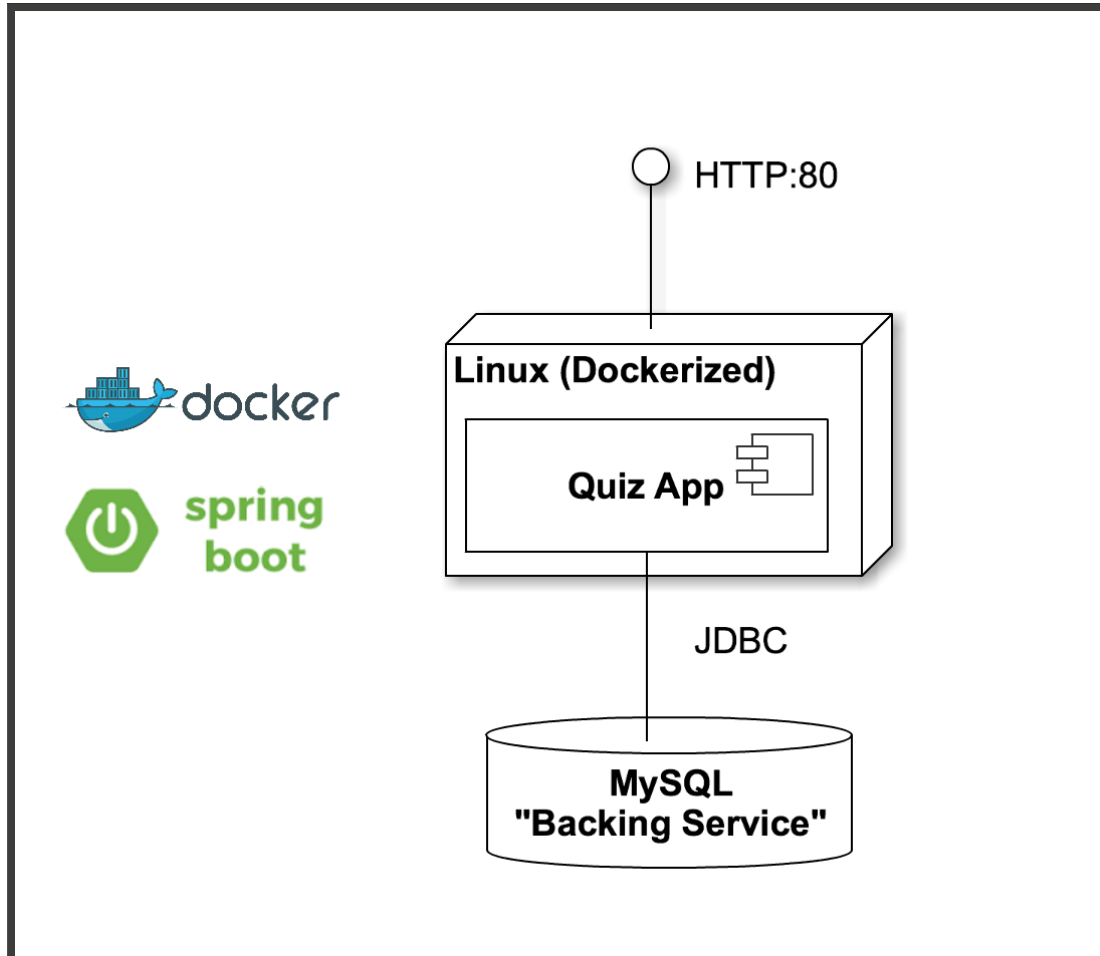 HTTP:80
Linux (Dockerized)
docker
Quiz App
spring
boot
JDBC
MySQL
"Backing Service"